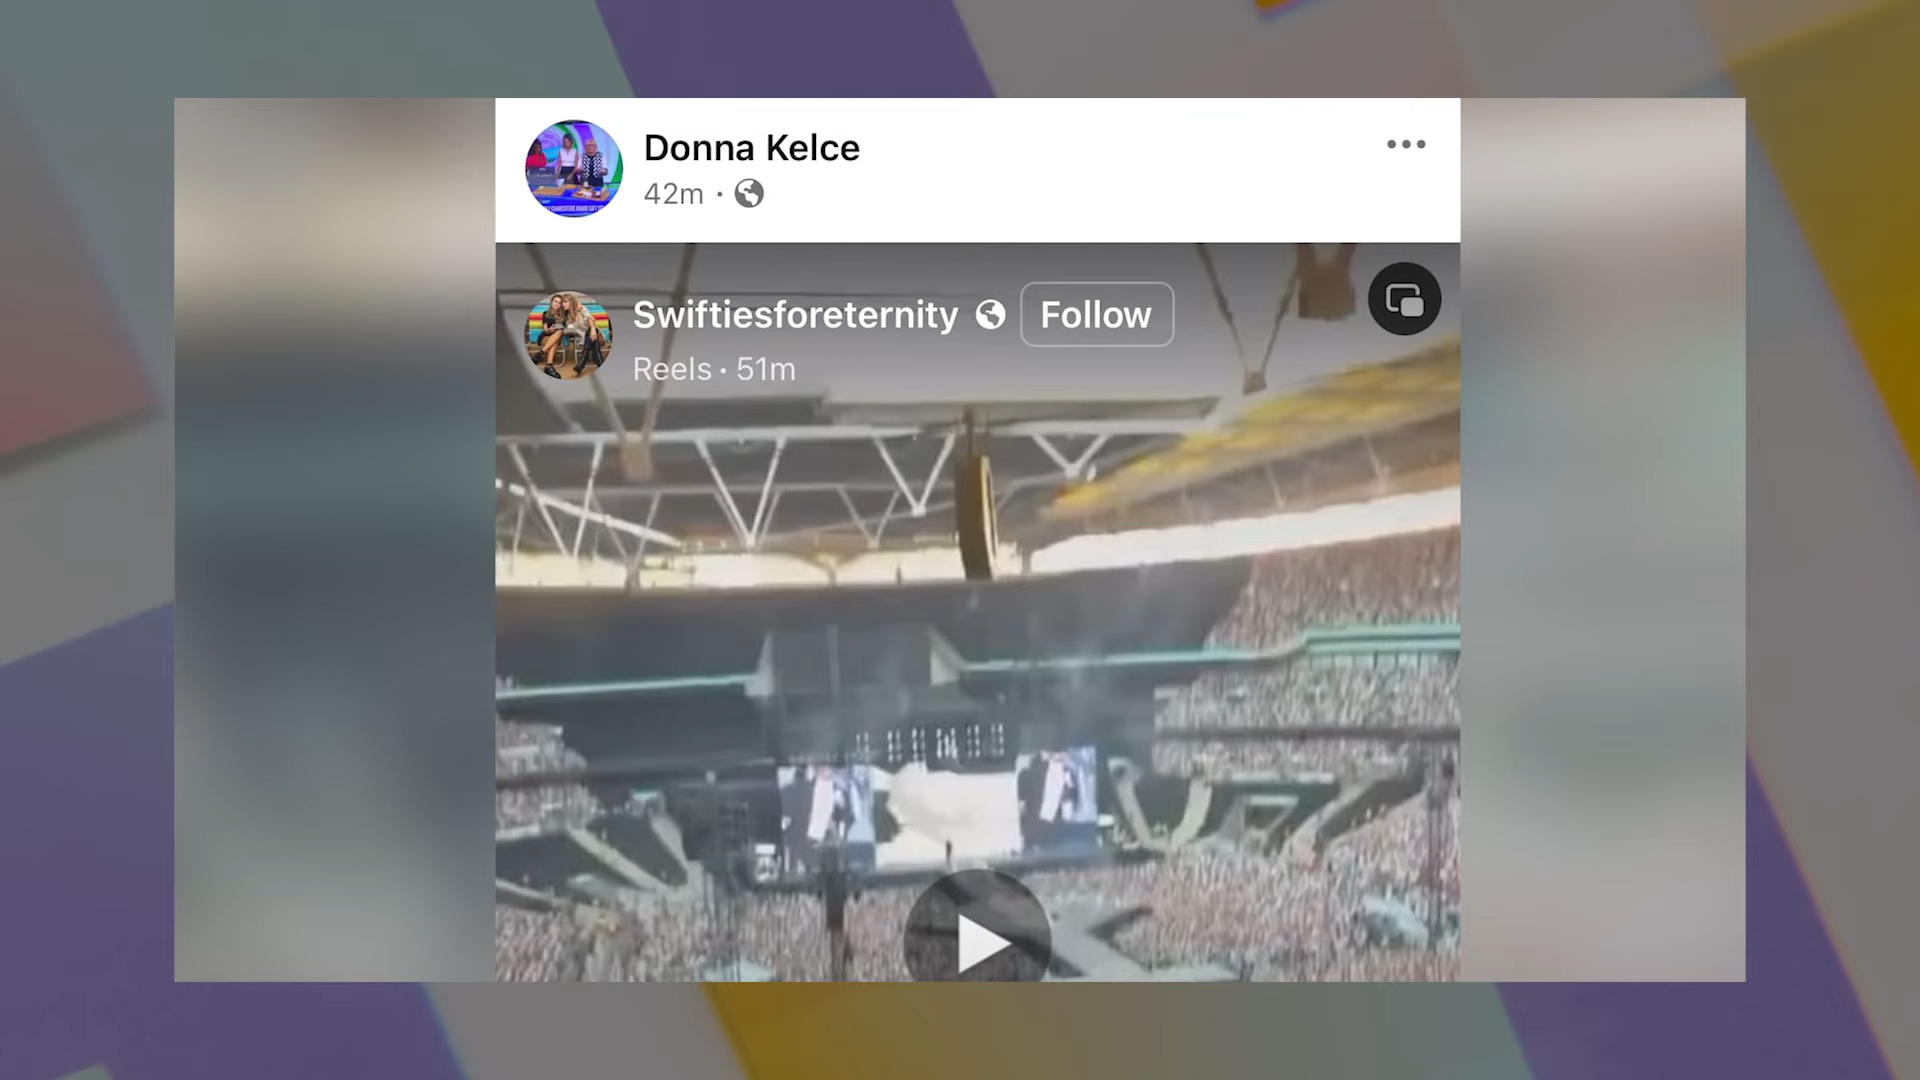 Donna Kelce
42m ·
Swiftiesforeternity Follow
Reels · 51m